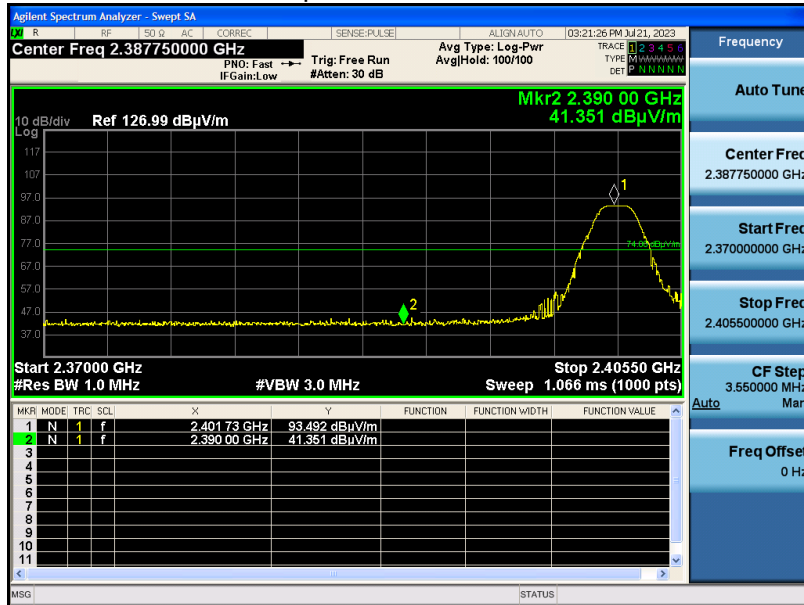 Agilent Spectrum Analyzer - Swept SA
LXI R RF 50 Ω AC CORREC SENSE:PULSE ALIGN AUTO 03:21:26 PM Jul 21, 2023
Center Freq 2.387750000 GHz
PNO: Fast
IFGain:Low
Trig: Free Run
#Atten: 30 dB
Avg Type: Log-Pwr
Avg|Hold: 100/100
TRACE 1 2 3 4 5 6
TYPE M
DET P N N N N N
Mkr2 2.390 00 GHz
41.351 dBµV/m
10 dB/div Ref 126.99 dBµV/m
Log
117
107
97.0
87.0
77.0
67.0
57.0
47.0
37.0
1
74.00 dBµV/m
2
Start 2.37000 GHz Stop 2.40550 GHz
#Res BW 1.0 MHz #VBW 3.0 MHz Sweep 1.066 ms (1000 pts)
MKR MODE TRC SCL X Y FUNCTION FUNCTION WIDTH FUNCTION VALUE
1 N 1 f 2.401 73 GHz 93.492 dBµV/m
2 N 1 f 2.390 00 GHz 41.351 dBµV/m
3
4
5
6
7
8
9
10
11
MSG STATUS
Frequency
Auto Tune
Center Freq
2.387750000 GHz
Start Freq
2.370000000 GHz
Stop Freq
2.405500000 GHz
CF Step
3.550000 MHz
Auto Man
Freq Offset
0 Hz